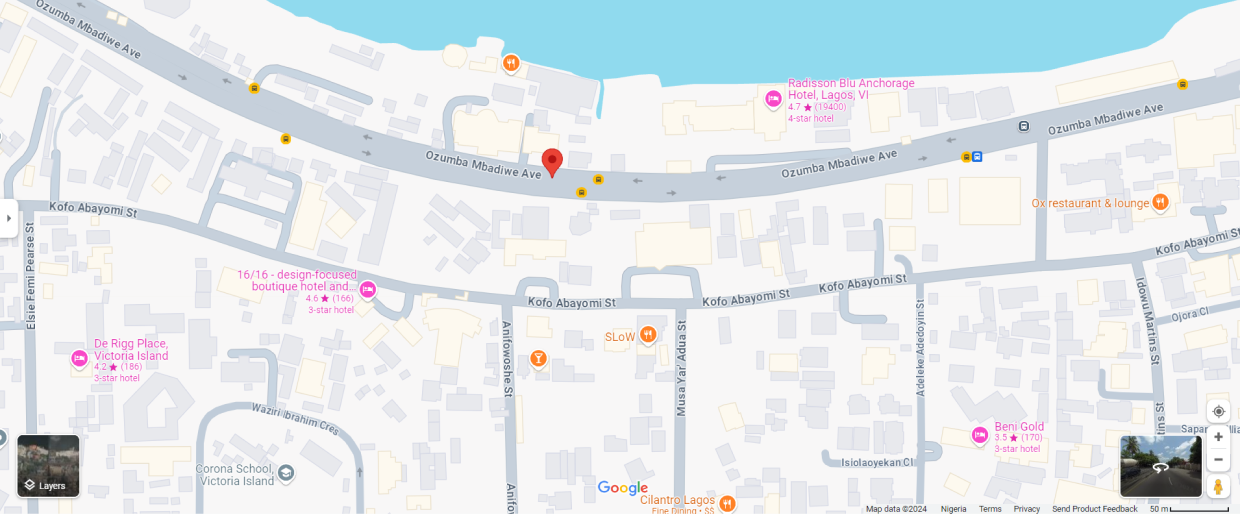 Ozumba Mbadiwe Ave
Radisson Blu Anchorage
Hotel, Lagos, VI
4.7 ★ (19400)
4-star hotel
Ozumba Mbadiwe Ave
Ozumba Mbadiwe Ave
Ozumba Mbadiwe Ave
Kofo Abayomi St
Ox restaurant & lounge
Elsie Femi Pearse St
Kofo Abayomi St
16/16 - design-focused
boutique hotel and...
4.6 ★ (166)
3-star hotel
Kofo Abayomi St
Kofo Abayomi St
Kofo Abayomi St
Idowu Martins St
Ojora Cl
De Rigg Place,
Victoria Island
4.2 ★ (186)
3-star hotel
Anifowoshe St
SLoW
Musa Yar Adua St
Adeleke Adedoyin St
Waziri Ibrahim Cres
Beni Gold
3.5 ★ (170)
3-star hotel
Corona School,
Victoria Island
Isiolaoyekan Cl
Layers
Google
Cilantro Lagos
Fine Dining • $$
Map data ©2024
Nigeria
Terms
Privacy
Send Product Feedback
50 m